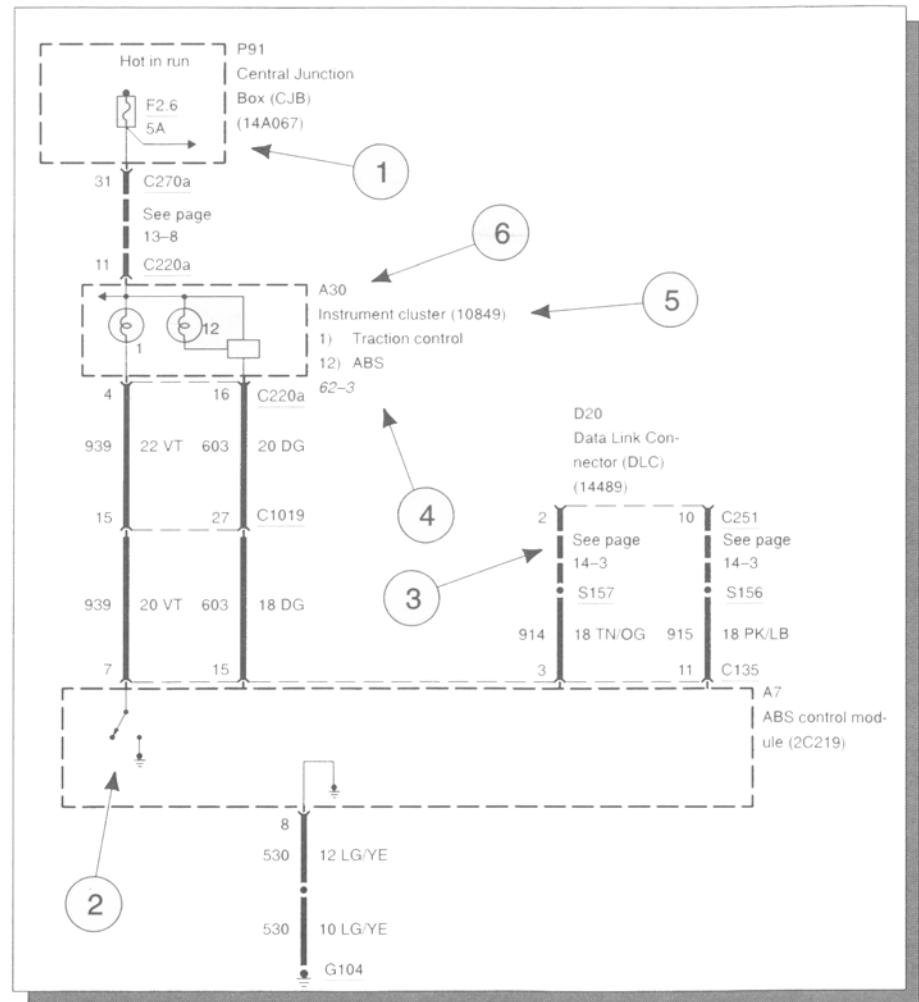 P91
Hot in run
Central Junction
Box (CJB)
F2.6
5A
(14A067)
1
31 C270a
See page
13–8
6
11 C220a
A30
5
Instrument cluster (10849)
12
1) Traction control
1
12) ABS
4 16 C220a
62–3
D20
Data Link Con-
939 22 VT 603 20 DG
nector (DLC)
(14489)
4
15 27 C1019
2 10 C251
See page See page
14–3 14–3
3
S157 S156
939 20 VT 603 18 DG
914 18 TN/OG 915 18 PK/LB
7 15 3 11 C135
A7
ABS control mod-
ule (2C219)
8
2
530 12 LG/YE
530 10 LG/YE
G104